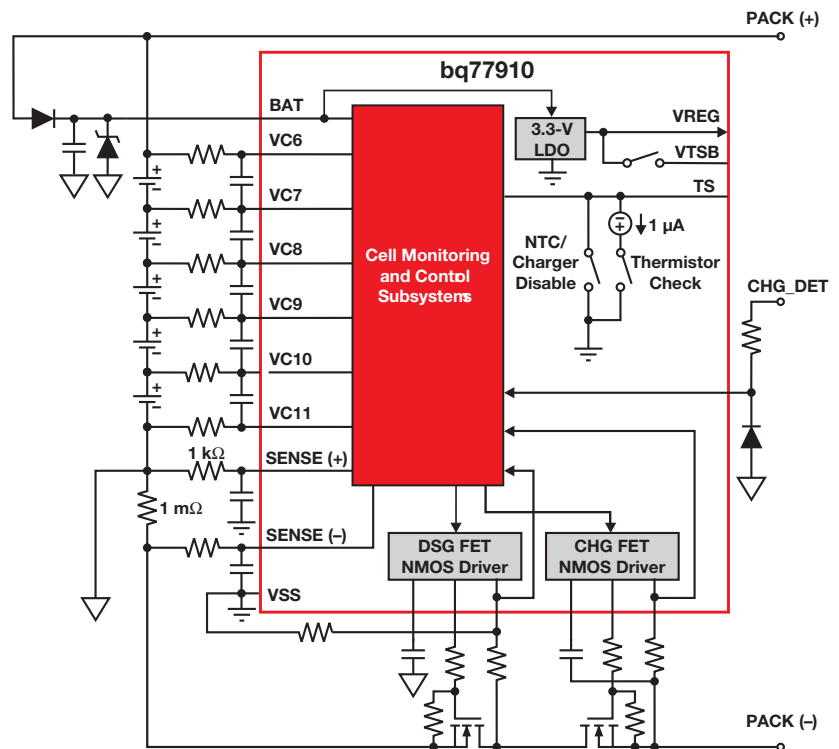 PACK (+)
bq77910
BAT
VC6
VC7
VC8
VC9
VC10
VC11
SENSE (+)
SENSE (–)
VSS
1 kΩ
1 mΩ
Cell Monitoring
and Control
Subsystems
3.3-V
LDO
VREG
VTSB
TS
1 µA
NTC/
Charger
Disable
Thermistor
Check
CHG_DET
DSG FET
NMOS Driver
CHG FET
NMOS Driver
PACK (–)